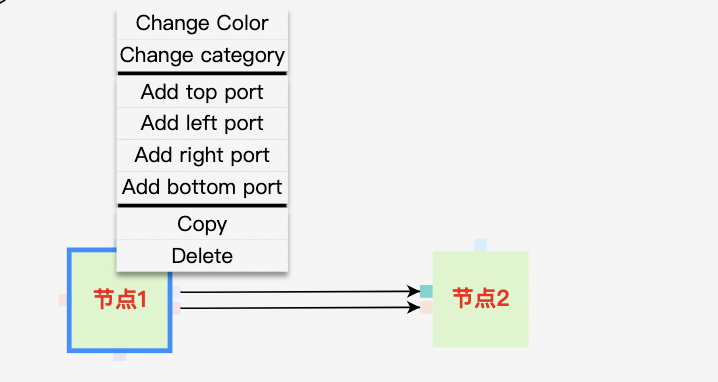 Change Color
Change category
Add top port
Add left port
Add right port
Add bottom port
Copy
Delete
节点1
节点2